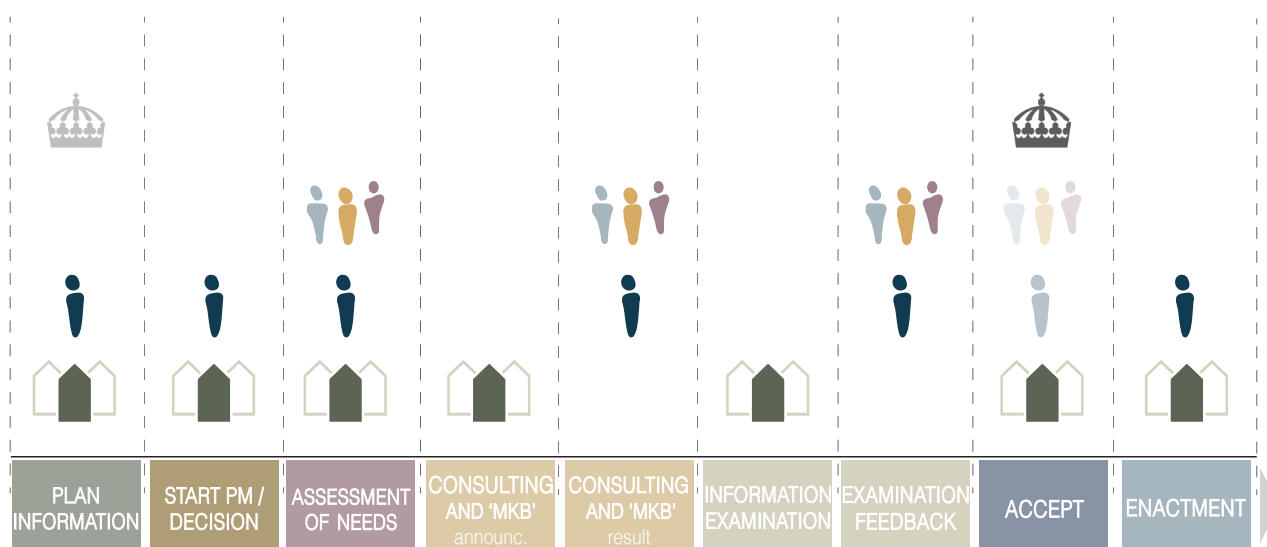 PLAN
INFORMATION
START PM /
DECISION
ASSESSMENT
OF NEEDS
CONSULTING
AND ‘MKB’
announc.
CONSULTING
AND ‘MKB’
result
INFORMATION
EXAMINATION
EXAMINATION
FEEDBACK
ACCEPT
ENACTMENT